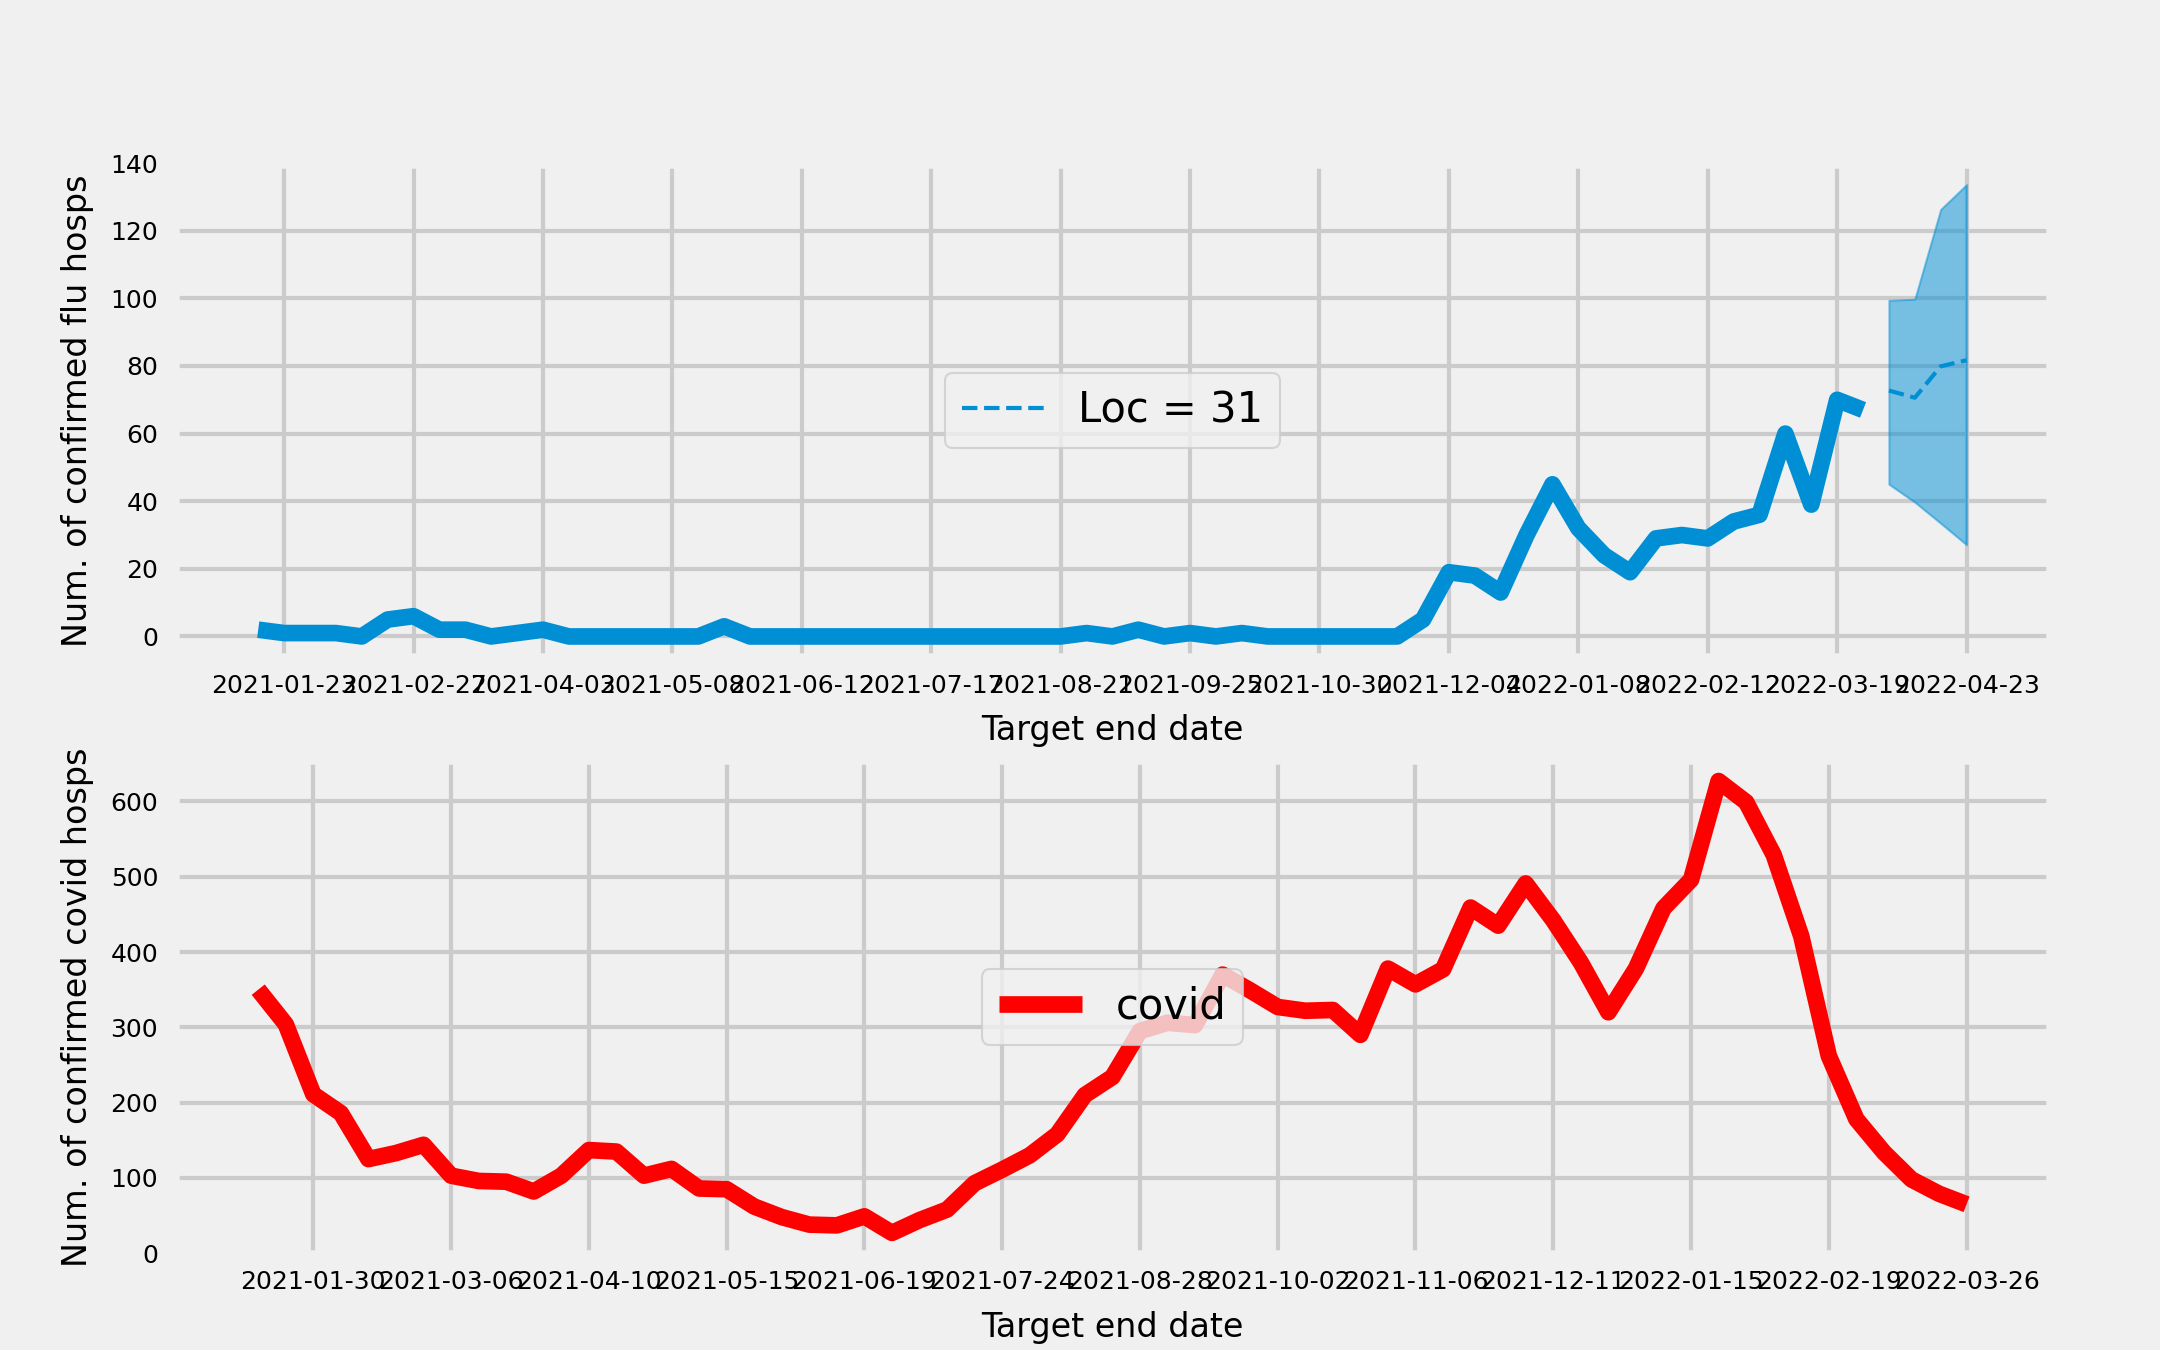 Num. of confirmed flu hosps
140
120
100
80
60
40
20
0
Loc = 31
2021-01-23 2021-02-27 2021-04-03 2021-05-08 2021-06-12 2021-07-17 2021-08-21 2021-09-25 2021-10-30 2021-12-04 2022-01-08 2022-02-12 2022-03-19 2022-04-23
Target end date
Num. of confirmed covid hosps
600
500
400
300
200
100
0
covid
2021-01-30 2021-03-06 2021-04-10 2021-05-15 2021-06-19 2021-07-24 2021-08-28 2021-10-02 2021-11-06 2021-12-11 2022-01-15 2022-02-19 2022-03-26
Target end date